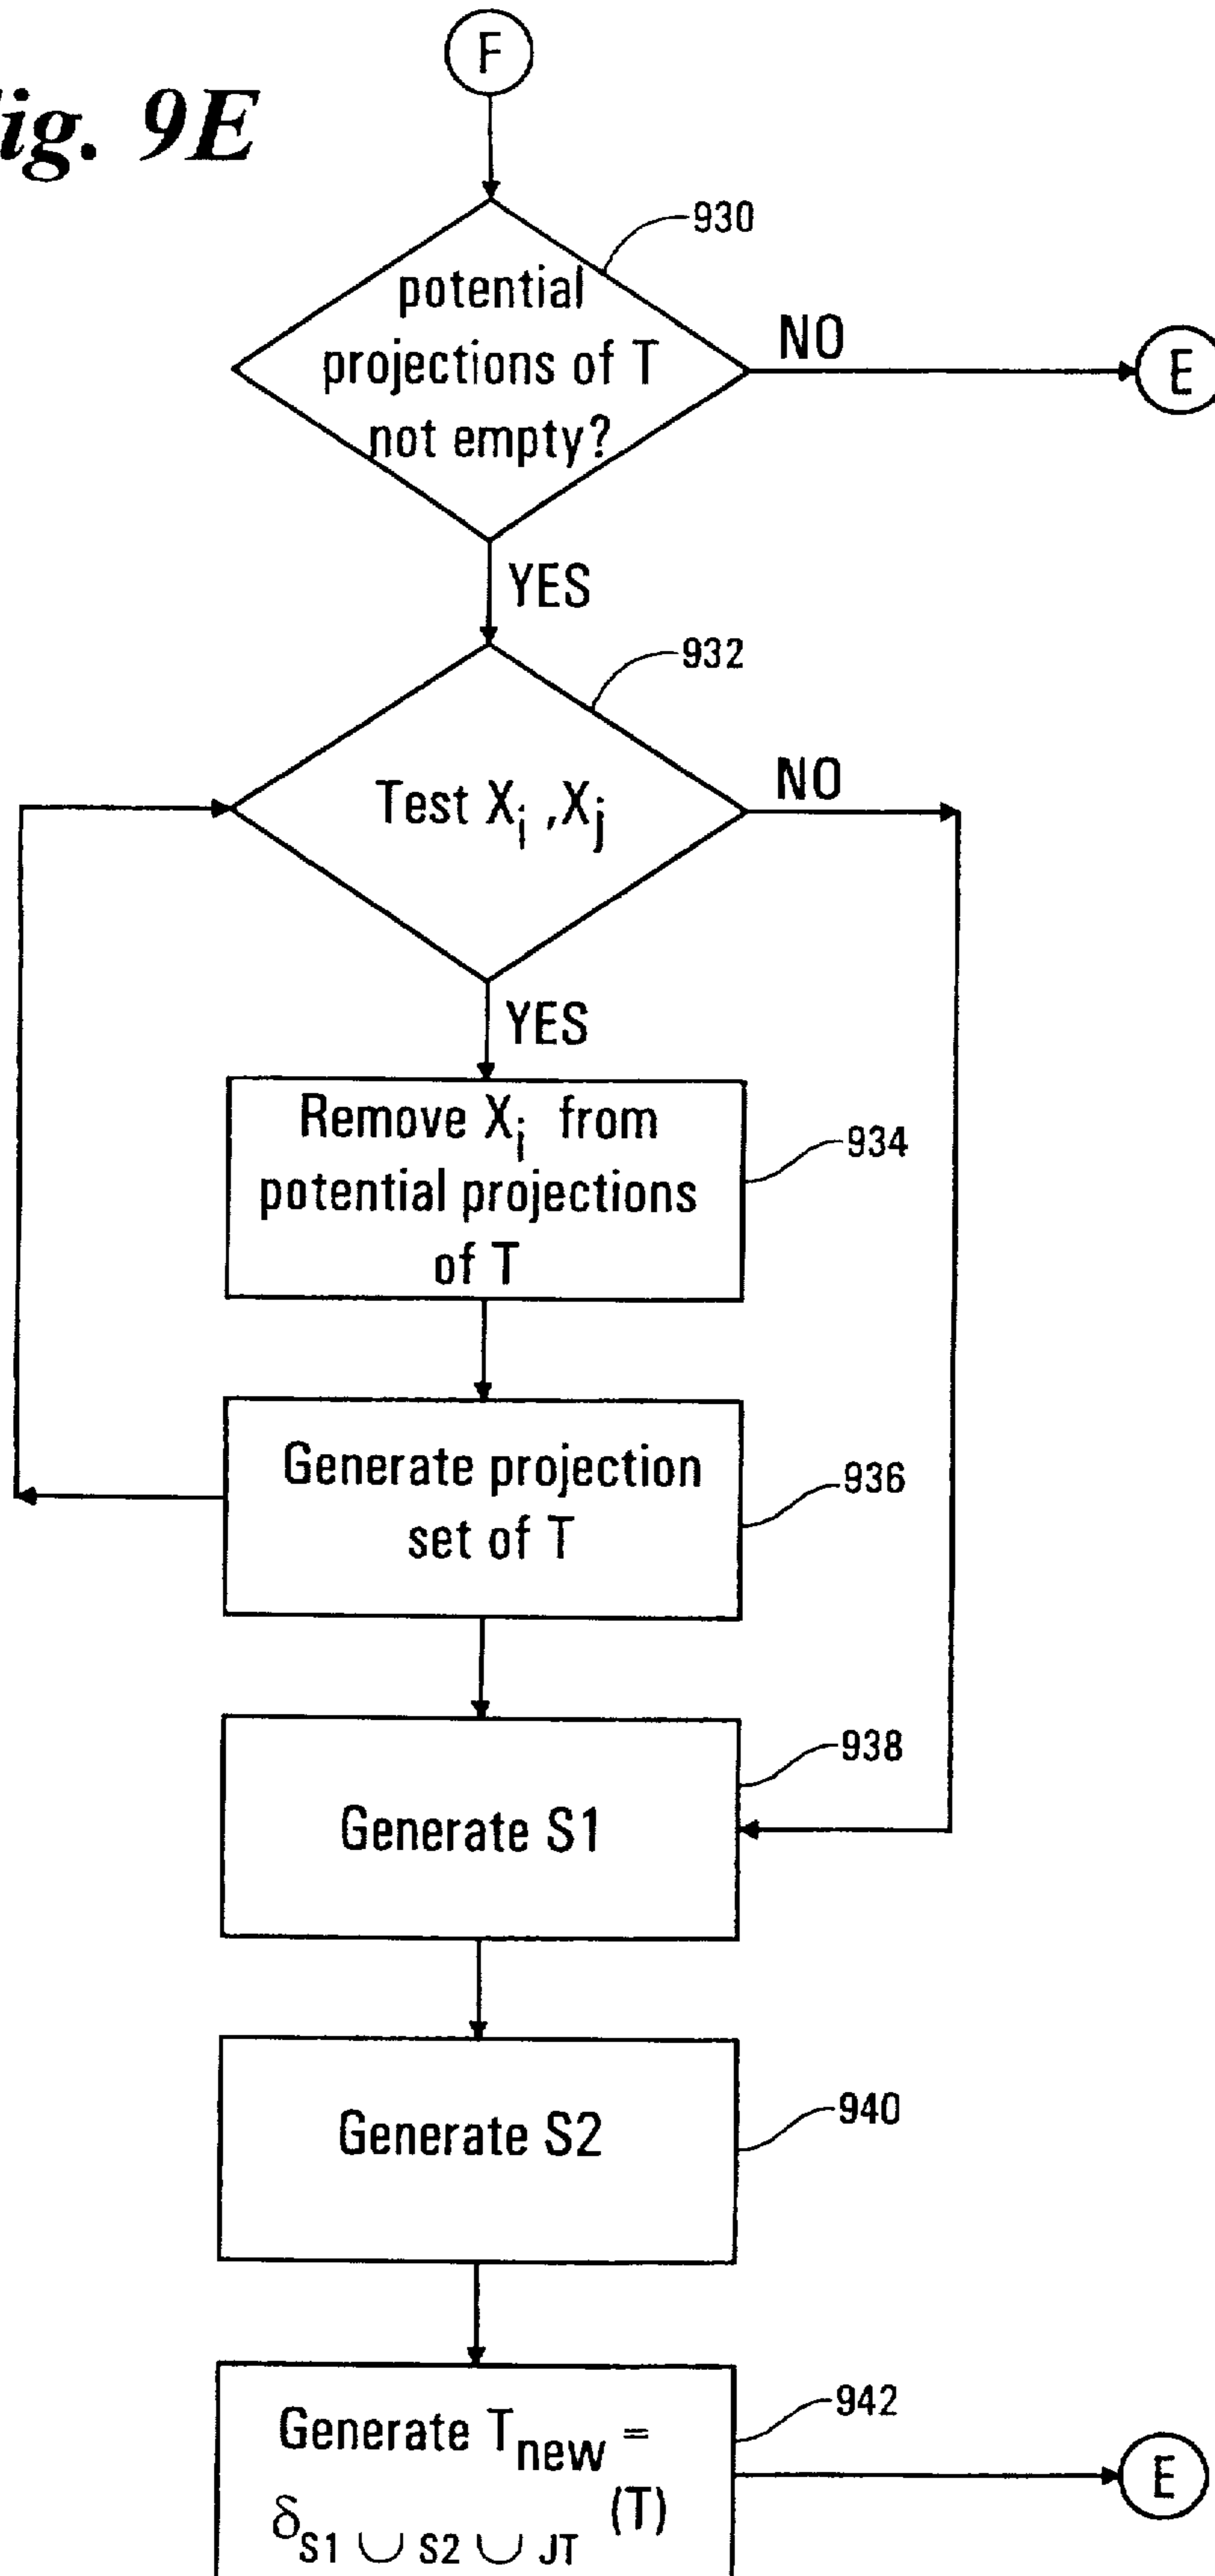 F
ig. 9E
930
potential
projections of T
not empty?
NO
E
YES
932
Test X_i ,X_j
NO
YES
Remove X_i from
potential projections
of T
934
Generate projection
set of T
936
938
Generate S1
Generate S2
940
942
Generate T_new =
δ_S1 ∪ S2 ∪ JT (T)
E